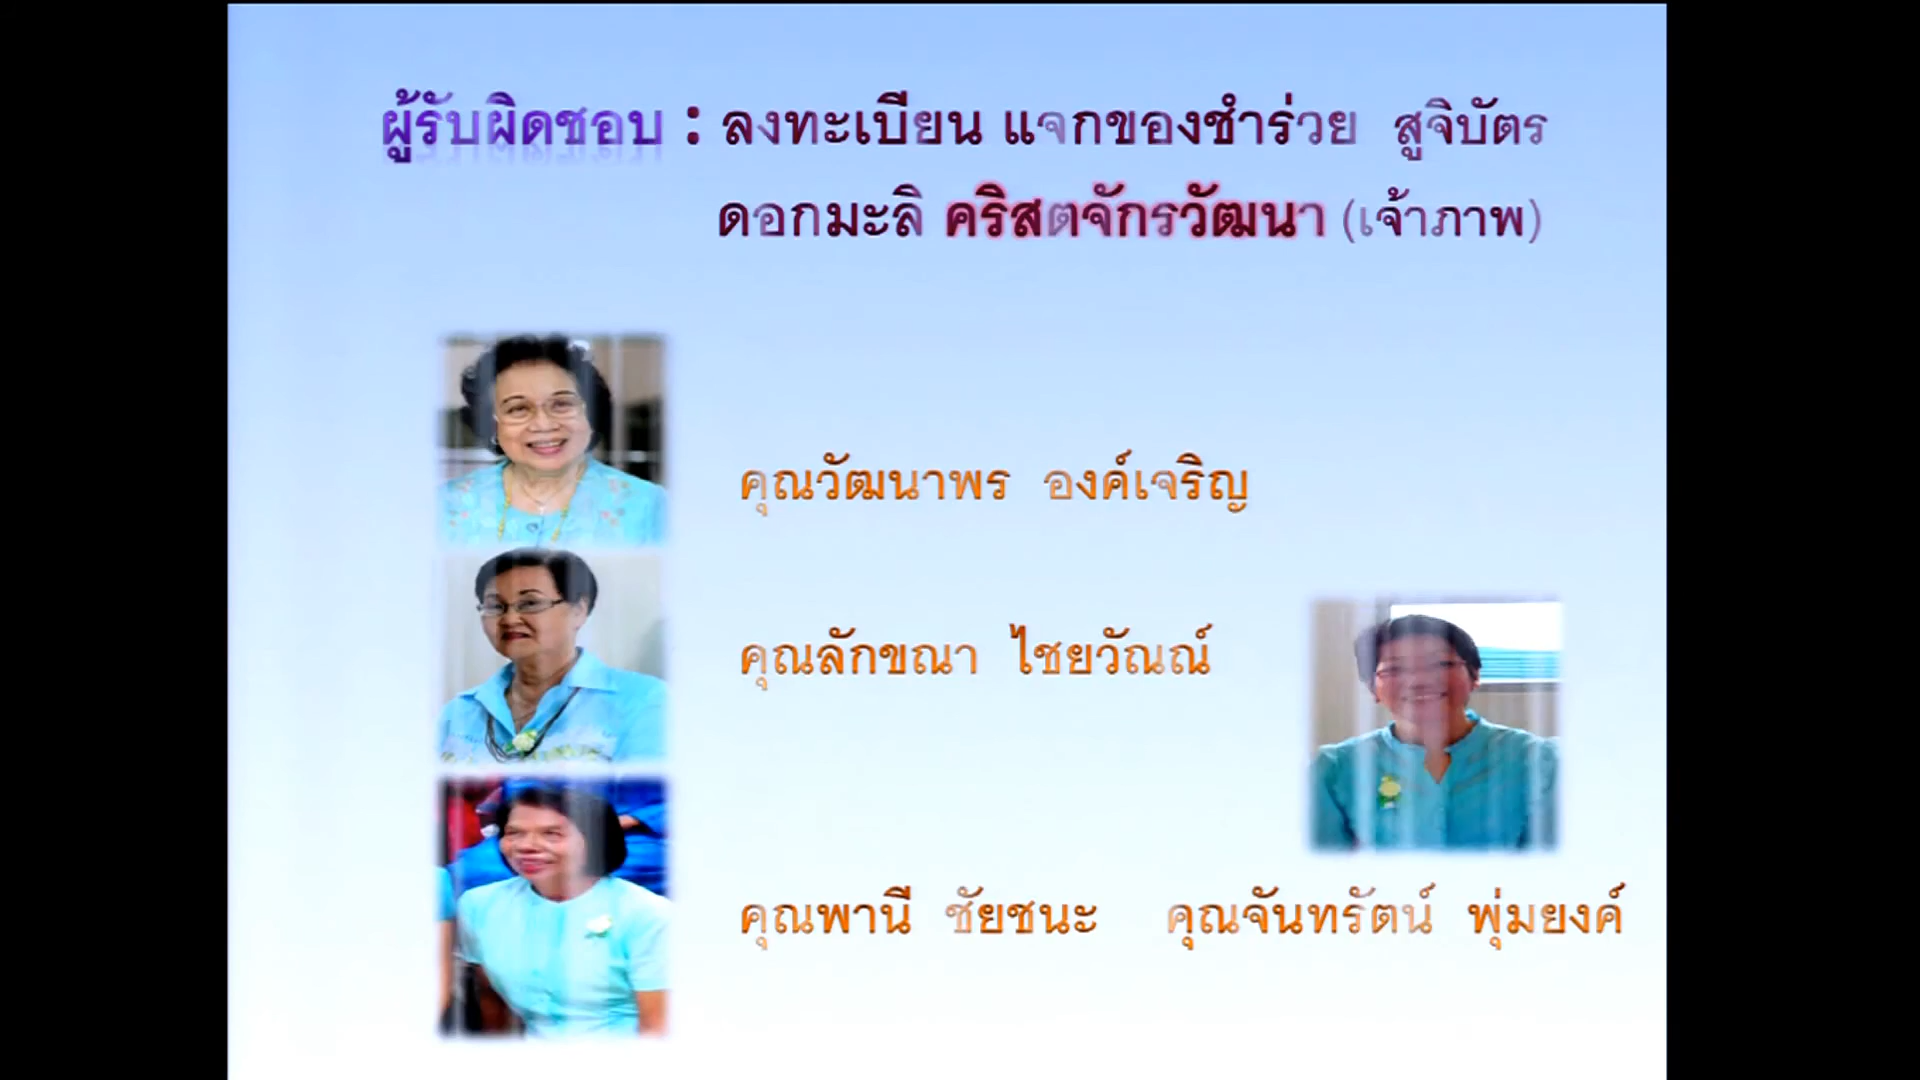 ผู้รับผิดชอบ : ลงทะเบียน แจกของชำร่วย สูจิบัตร
ดอกมะลิ คริสตจักรวัฒนา (เจ้าภาพ)
คุณวัฒนาพร องค์เจริญ
คุณลักขณา ไชยวัณณ์
คุณพานี ชัยชนะ คุณจันทรัตน์ พุ่มยงค์